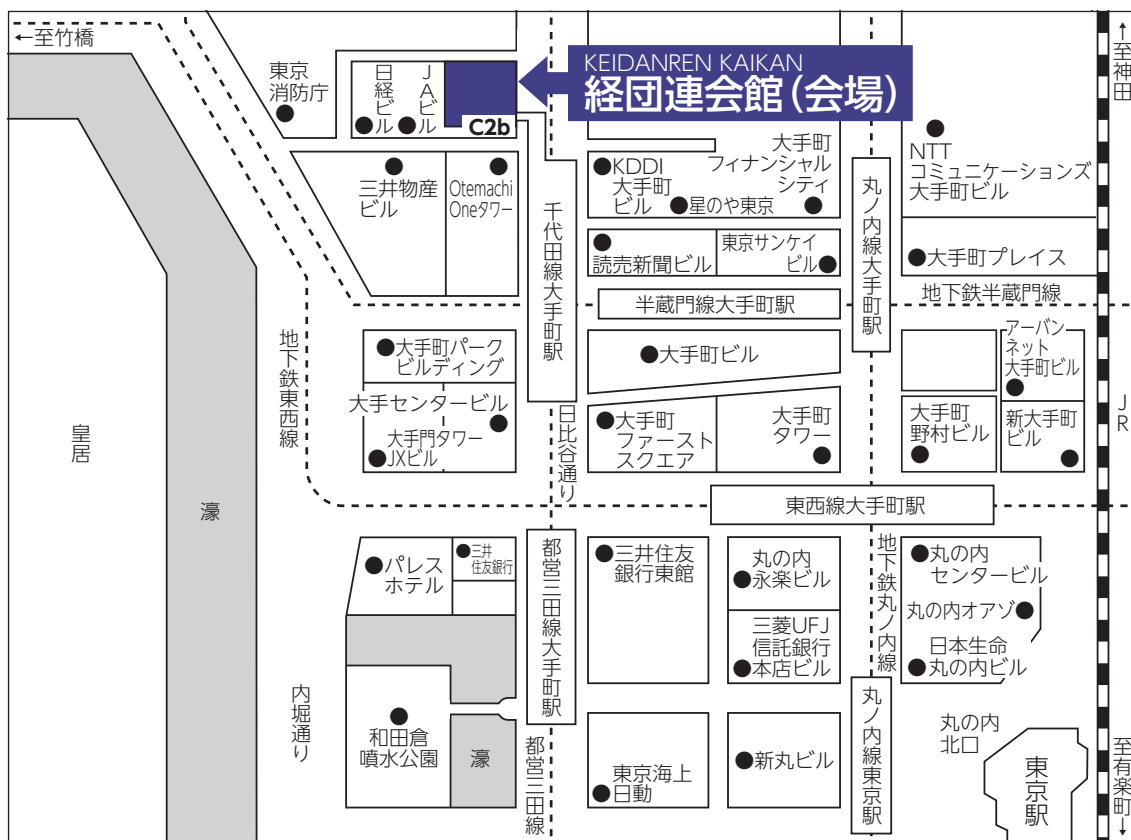 ←至竹橋
東京
消防庁
日経ビル
JAビル
C2b
KEIDANREN KAIKAN
経団連会館(会場)
↑至神田
三井物産
ビル
Otemachi
Oneタワー
千代田線大手町駅
KDDI
大手町
ビル
星のや東京
大手町
フィナンシャル
シティ
丸ノ内線大手町駅
NTT
コミュニケーションズ
大手町ビル
読売新聞ビル
東京サンケイ
ビル
大手町プレイス
半蔵門線大手町駅
地下鉄半蔵門線
地下鉄東西線
大手町パーク
ビルディング
大手センタービル
大手門タワー
JXビル
日比谷通り
大手町ビル
大手町
ファースト
スクエア
大手町
タワー
大手町
野村ビル
アーバン
ネット
大手町ビル
新大手町
ビル
JR
皇居
濠
東西線大手町駅
パレス
ホテル
三井
住友銀行
都営三田線大手町駅
三井住友
銀行東館
丸の内
永楽ビル
三菱UFJ
信託銀行
本店ビル
地下鉄丸ノ内線
丸の内
センタービル
丸の内オアゾ
日本生命
丸の内ビル
内堀通り
和田倉
噴水公園
濠
都営三田線
東京海上
日動
新丸ビル
丸ノ内線東京駅
丸の内
北口
東京駅
至有楽町↓